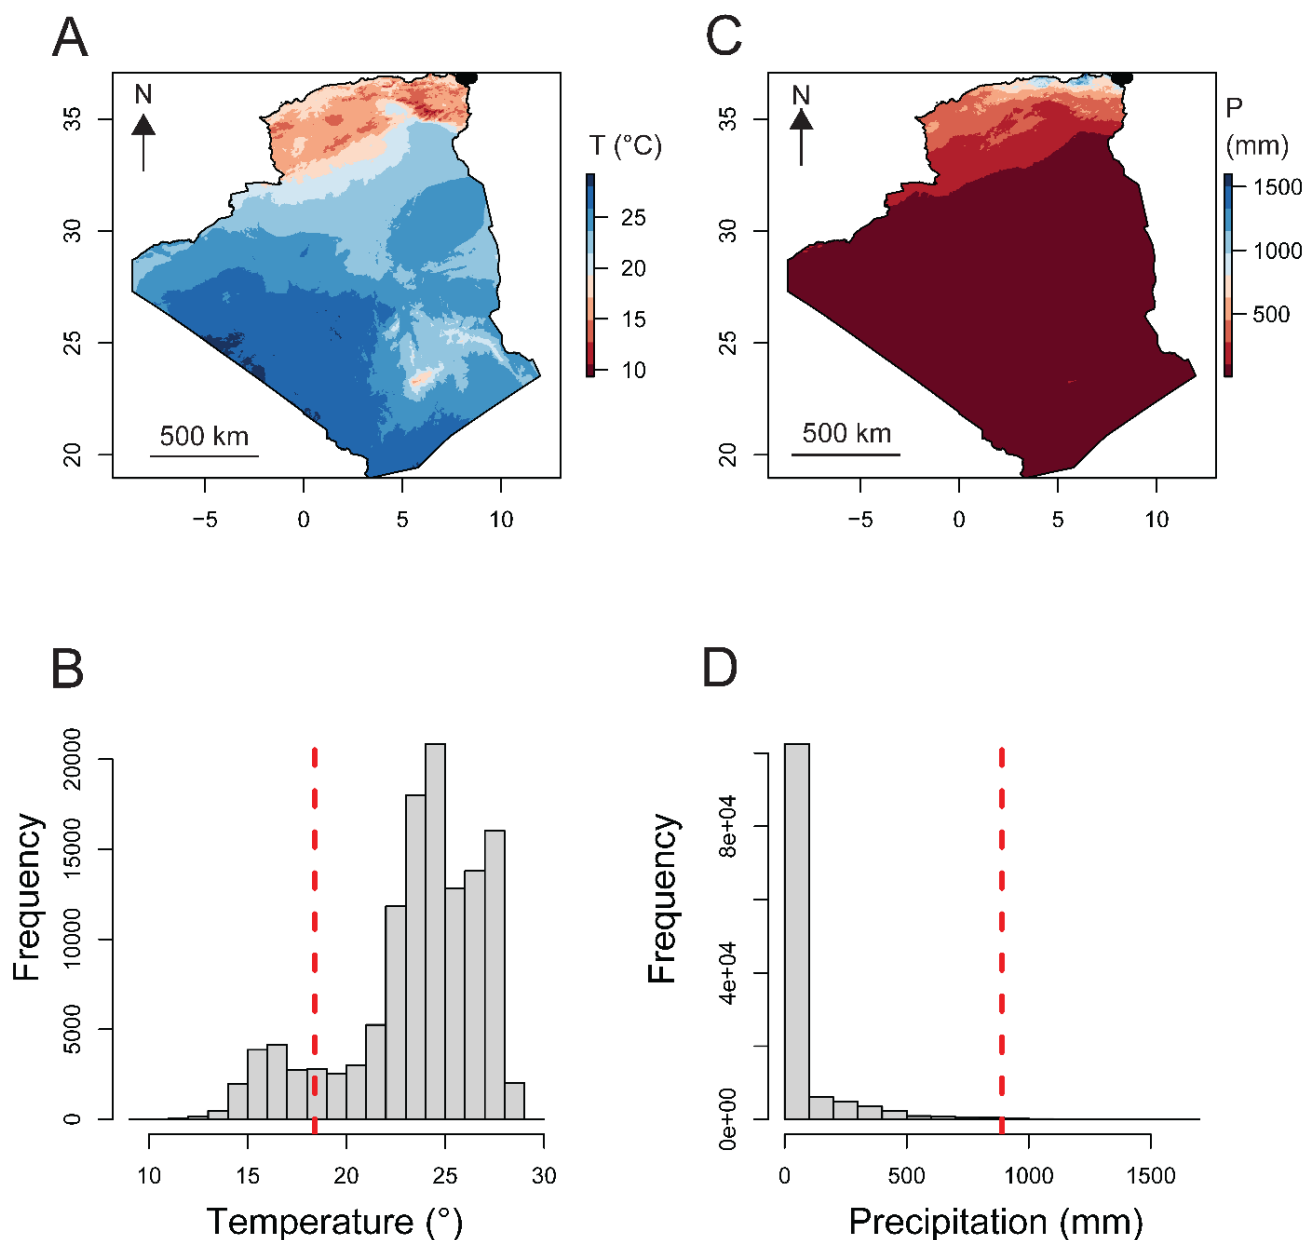 A
N
35
30
25
20
T (°C)
25
20
15
10
500 km
−5 0 5 10
C
N
35
30
25
20
P
(mm)
1500
1000
500
500 km
−5 0 5 10
B
Frequency
20000
15000
10000
5000
0
10 15 20 25 30
Temperature (°)
D
Frequency
8e+04
4e+04
0e+00
0 500 1000 1500
Precipitation (mm)